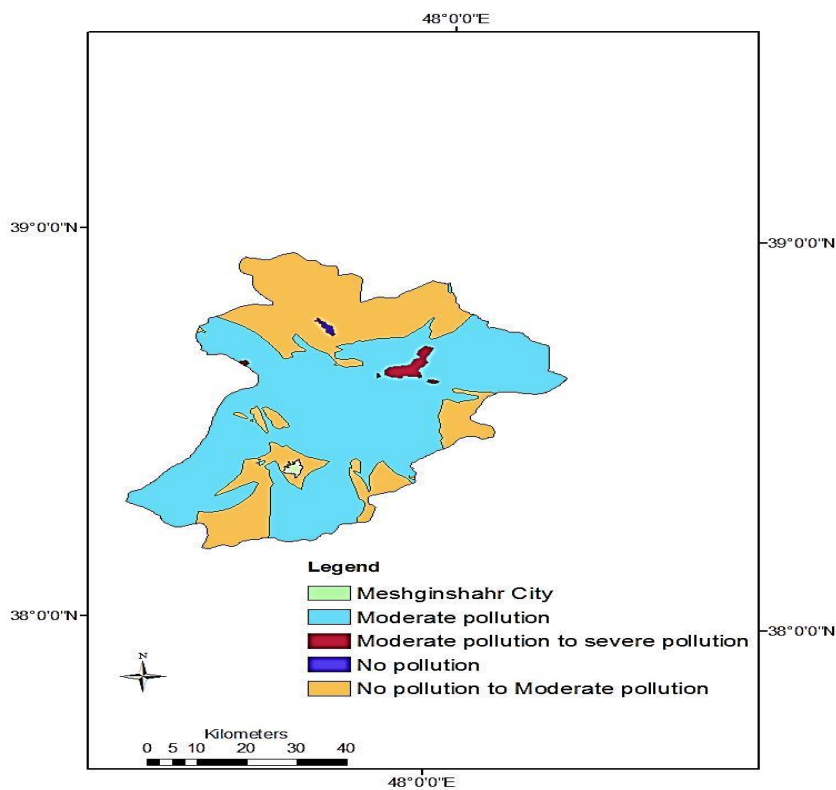 48°0'0"E
39°0'0"N
39°0'0"N
Legend
Meshginshahr City
Moderate pollution
38°0'0"N
38°0'0"N
Moderate pollution to severe pollution
No pollution
No pollution to Moderate pollution
N
Kilometers
0 5 10 20 30 40
48°0'0"E